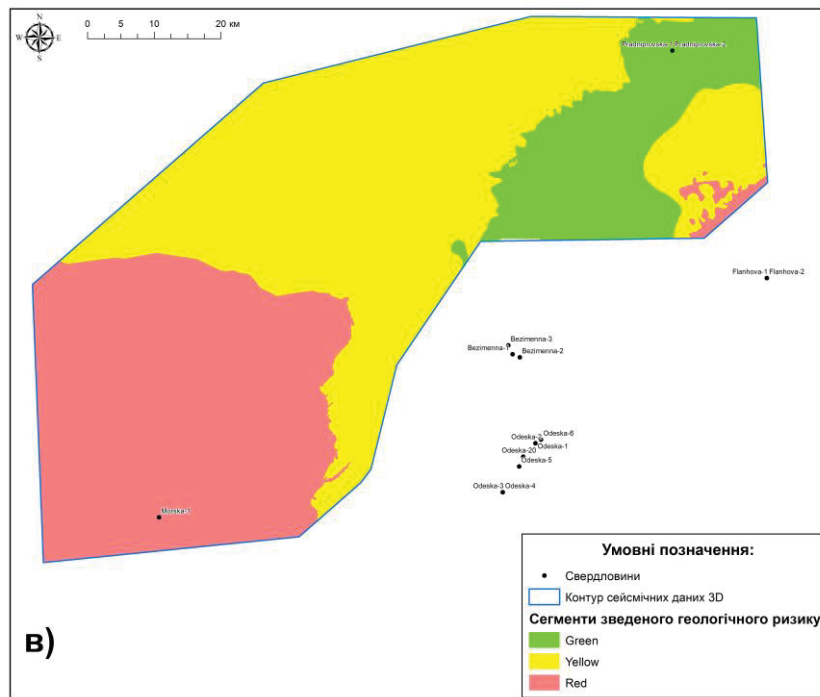 N
W E
S
0 5 10 20 км
Pradniprovska-2
Flanhova-1 Flanhova-2
Bezimenna-3
Bezimenna-1
Bezimenna-2
Odeska-6
Odeska-2
Odeska-1
Odeska-20
Odeska-5
Odeska-3 Odeska-4
Morska-1
Умовні позначення:
Свердловини
Контур сейсмічних даних 3D
Сегменти зведеного геологічного ризику
Green
Yellow
Red
в)